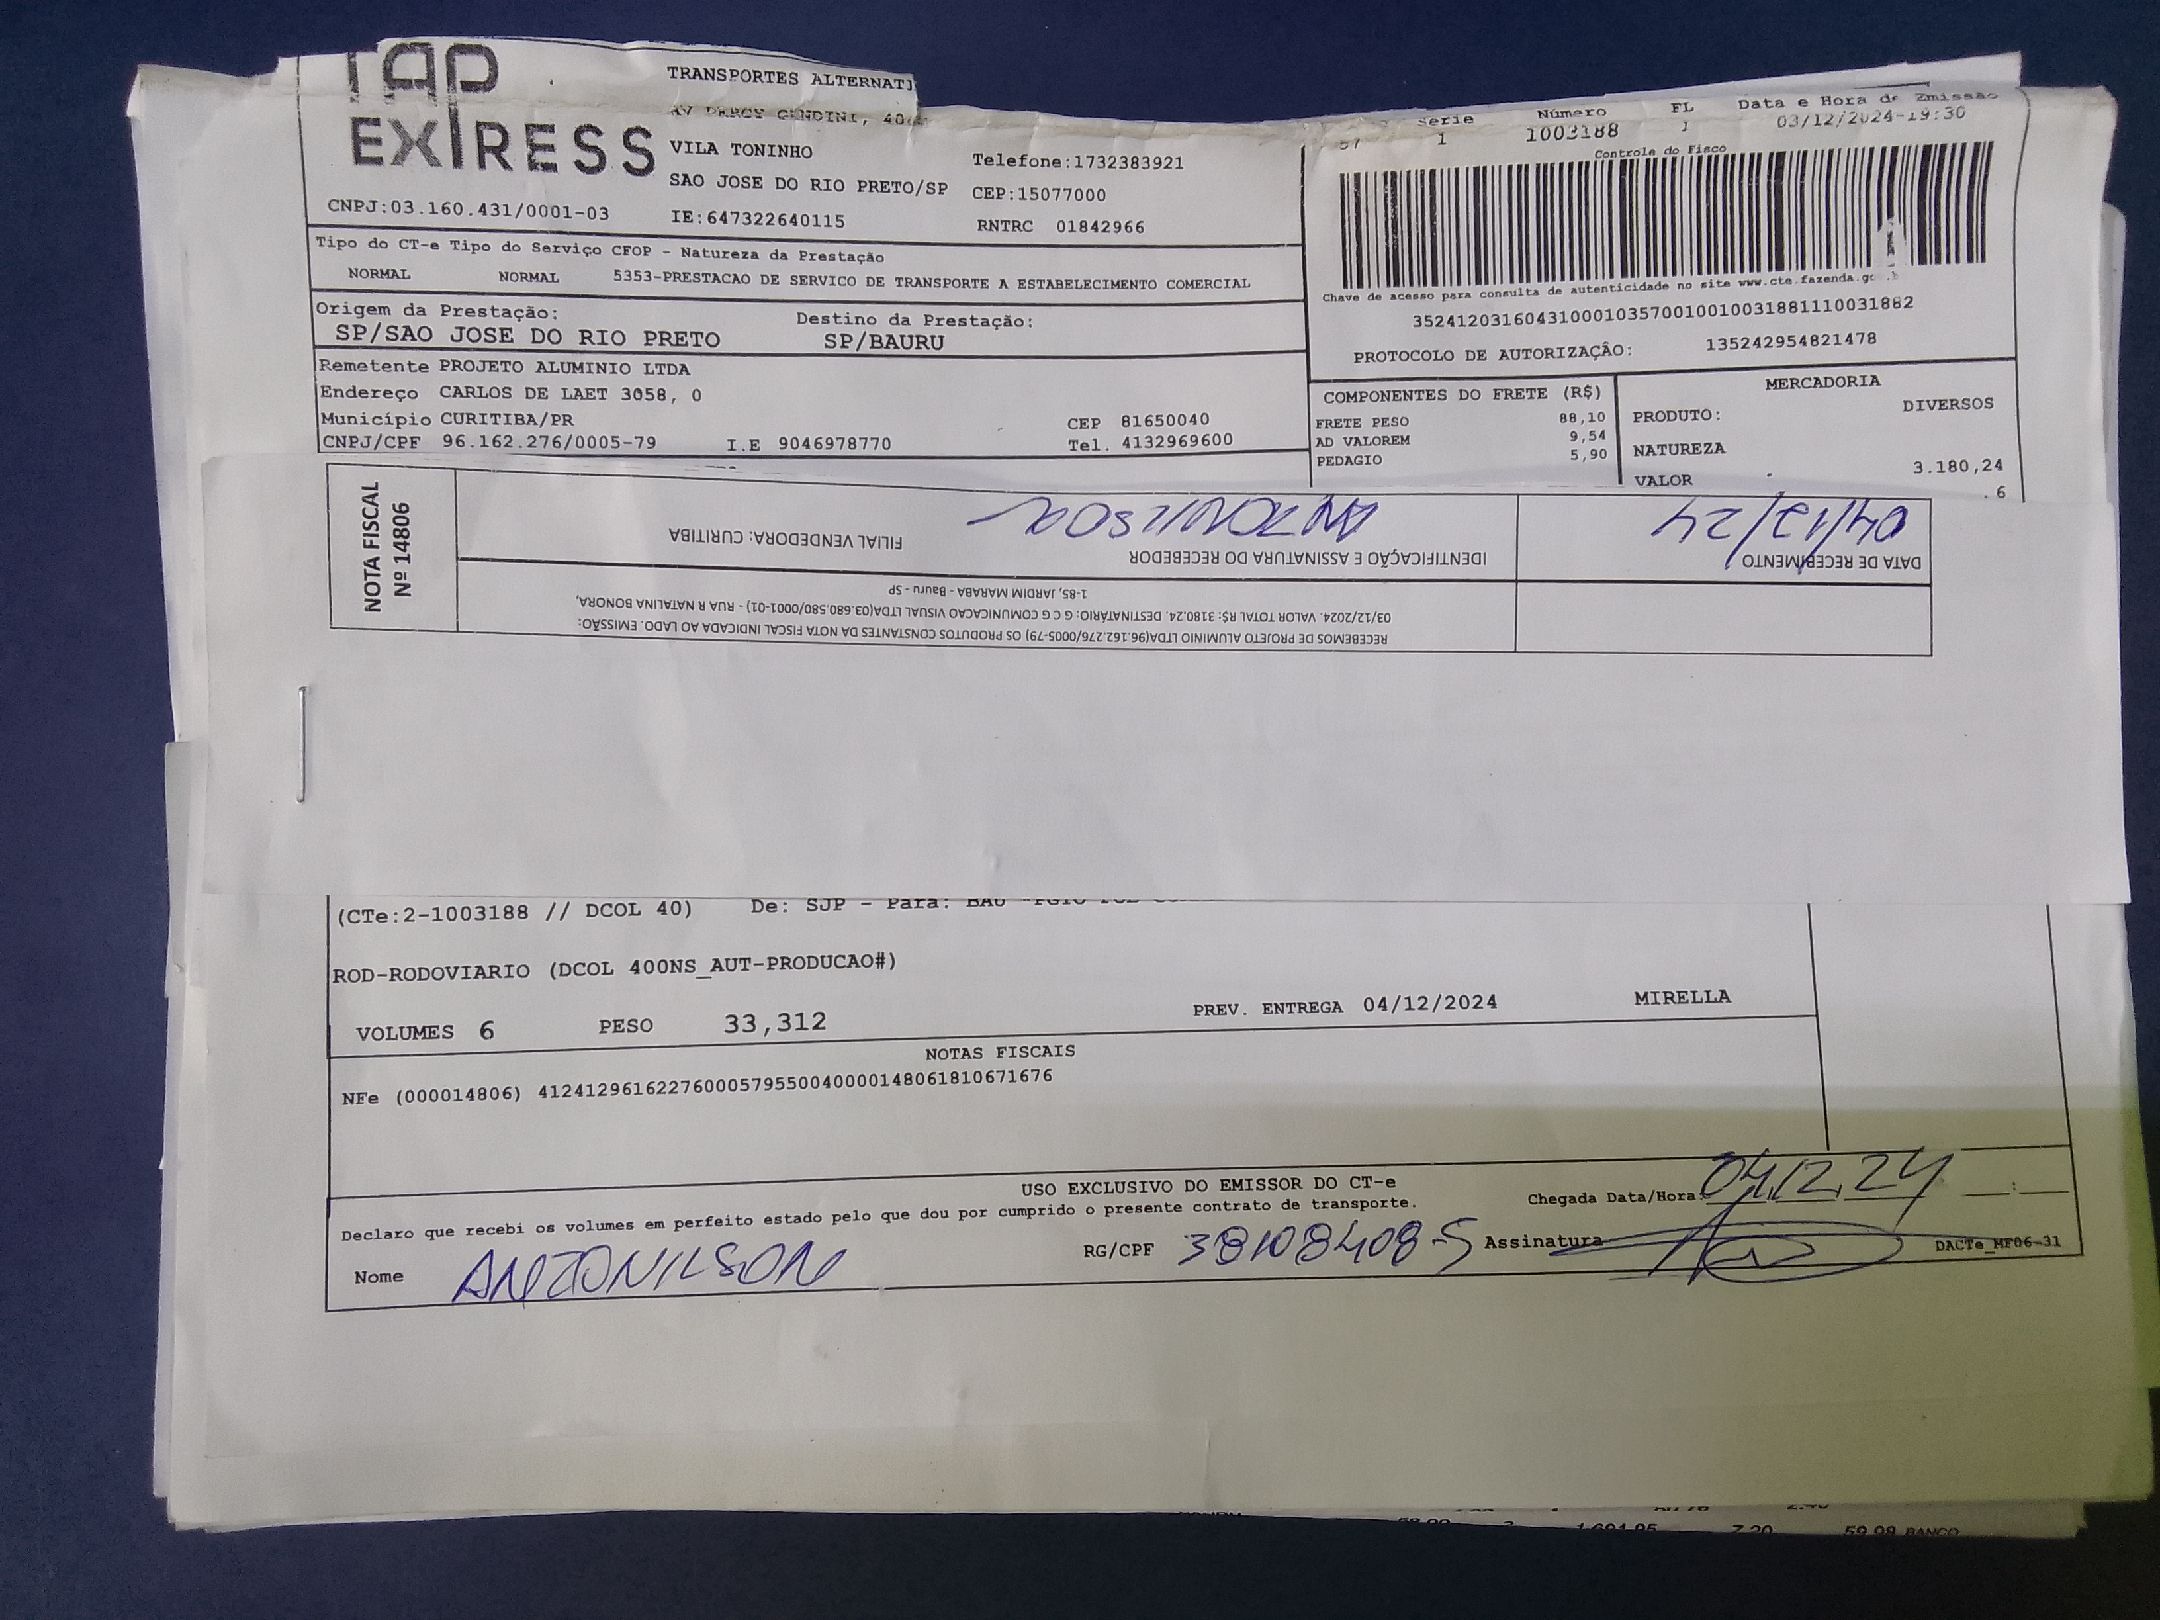 TAP
EXPRESS
TRANSPORTES ALTERNATI
VILA TONINHO
Telefone:1732383921
SAO JOSE DO RIO PRETO/SP CEP:15077000
CNPJ:03.160.431/0001-03
IE:647322640115
RNTRC 01842966
57
Serie
1
Número
1003188
FL
1
Data e Hora de Emissão
03/12/2024-19:30
Controle do Fisco
Chave de acesso para consulta de autenticidade no site www.cte.fazenda.gov.b
35241203160431000103570010010031881110031882
PROTOCOLO DE AUTORIZAÇÃO: 135242954821478
Tipo do CT-e Tipo do Serviço CFOP - Natureza da Prestação
NORMAL NORMAL 5353-PRESTACAO DE SERVICO DE TRANSPORTE A ESTABELECIMENTO COMERCIAL
Origem da Prestação: Destino da Prestação:
SP/SAO JOSE DO RIO PRETO SP/BAURU
Remetente PROJETO ALUMINIO LTDA
Endereço CARLOS DE LAET 3058, 0
Município CURITIBA/PR CEP 81650040
CNPJ/CPF 96.162.276/0005-79 I.E 9046978770 Tel. 4132969600
COMPONENTES DO FRETE (R$)
FRETE PESO 88,10
AD VALOREM 9,54
PEDAGIO 5,90
MERCADORIA
PRODUTO: DIVERSOS
NATUREZA
VALOR 3.180,24
6
NOTA FISCAL
Nº 14806
RECEBEMOS DE PROJETO ALUMINIO LTDA(96.162.276/0005-79) OS PRODUTOS CONSTANTES DA NOTA FISCAL INDICADA AO LADO. EMISSÃO:
03/12/2024. VALOR TOTAL R$: 3180.24. DESTINATÁRIO: G C G COMUNICACAO VISUAL LTDA(03.680.580/0001-01) - RUA R NATALINA BONORA,
1-85, JARDIM MARABA - Bauru - SP
DATA DE RECEBIMENTO
04/12/24
IDENTIFICAÇÃO E ASSINATURA DO RECEBEDOR
ANTONILSON
FILIAL VENDEDORA: CURITIBA
(CTe:2-1003188 // DCOL 40) De: SJP - Para: BAU
ROD-RODOVIARIO (DCOL 400NS_AUT-PRODUCAO#)
VOLUMES 6 PESO 33,312 PREV. ENTREGA 04/12/2024 MIRELLA
NOTAS FISCAIS
NFe (000014806) 41241296162276000579550040000148061810671676
USO EXCLUSIVO DO EMISSOR DO CT-e
Declaro que recebi os volumes em perfeito estado pelo que dou por cumprido o presente contrato de transporte.
Chegada Data/Hora: 04.12.24 __:__
Nome ANTONILSON RG/CPF 38108408-5 Assinatura DACTe_MF06-31